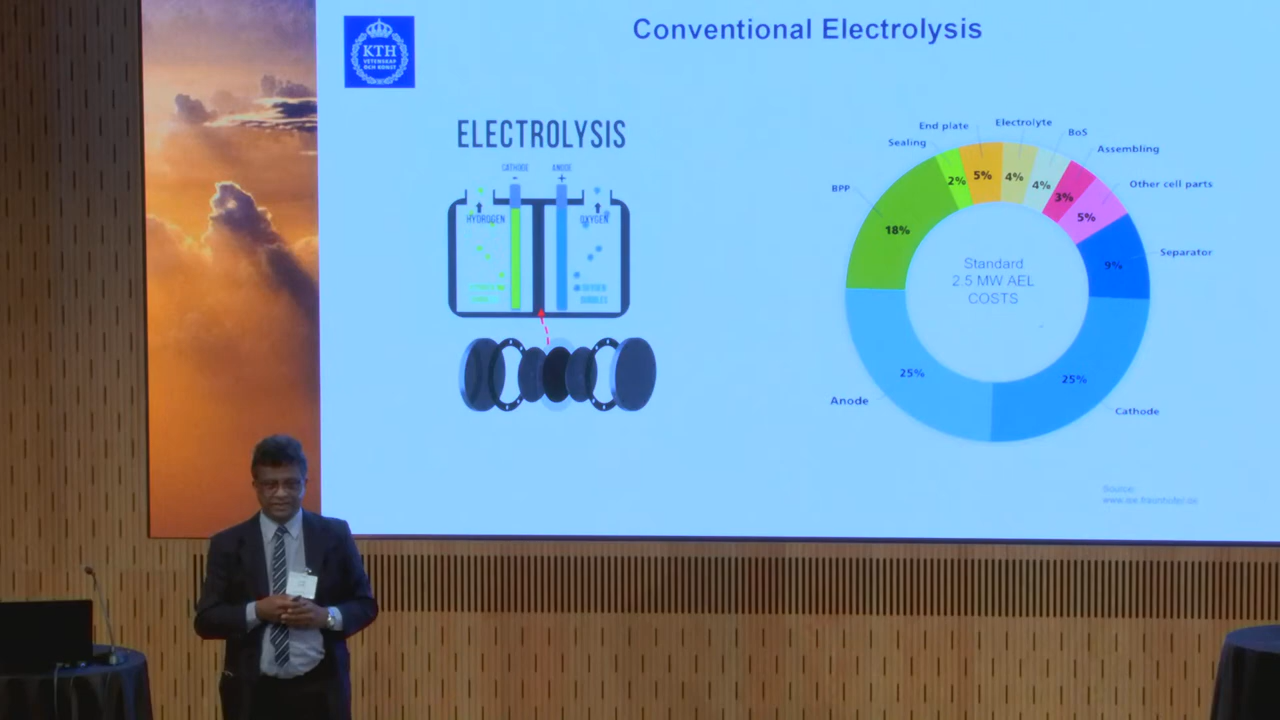 Conventional Electrolysis
KTH
VETENSKAP
OCH KONST
ELECTROLYSIS
CATHODE
ANODE
-
+
HYDROGEN
OXYGEN
OXYGEN
BUBBLES
End plate
Electrolyte
BoS
Sealing
Assembling
BPP
Other cell parts
Separator
Anode
Cathode
2%
5%
4%
4%
3%
5%
18%
9%
25%
25%
Standard
2.5 MW AEL
COSTS
Source: